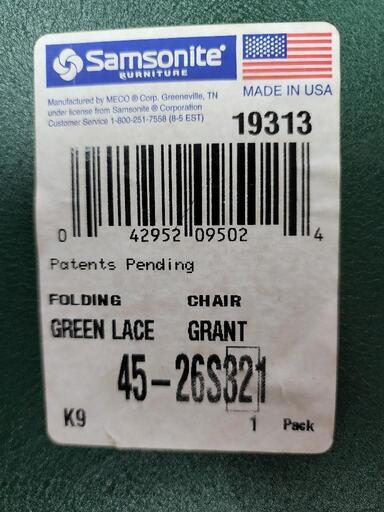 Samsonite®
FURNITURE
MADE IN USA
Manufactured by MECO ® Corp. Greeneville, TN
under license from Samsonite ® Corporation
Customer Service 1-800-251-7558 (8-5 EST)
19313
0 42952 09502 4
Patents Pending
FOLDING CHAIR
GREEN LACE GRANT
45-26S321
K9 1 Pack